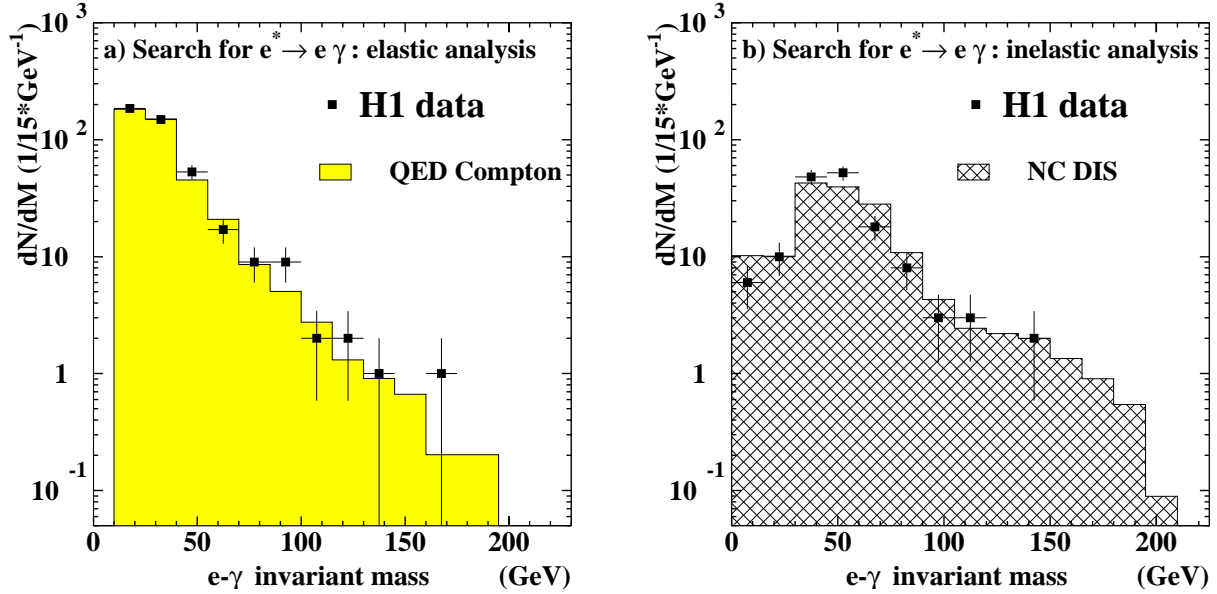 a) Search for e* → e γ : elastic analysis
H1 data
QED Compton
dN/dM (1/15*GeV-1)
10 3
10 2
10
1
10 -1
0 50 100 150 200
e-γ invariant mass (GeV)
b) Search for e* → e γ : inelastic analysis
H1 data
NC DIS
dN/dM (1/15*GeV-1)
10 3
10 2
10
1
10 -1
0 50 100 150 200
e-γ invariant mass (GeV)